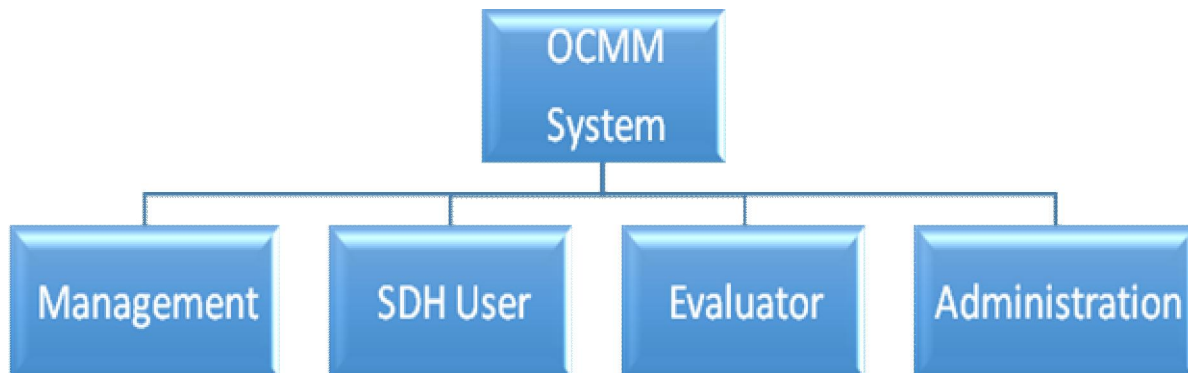 OCMM
System
Management
SDH User
Evaluator
Administration